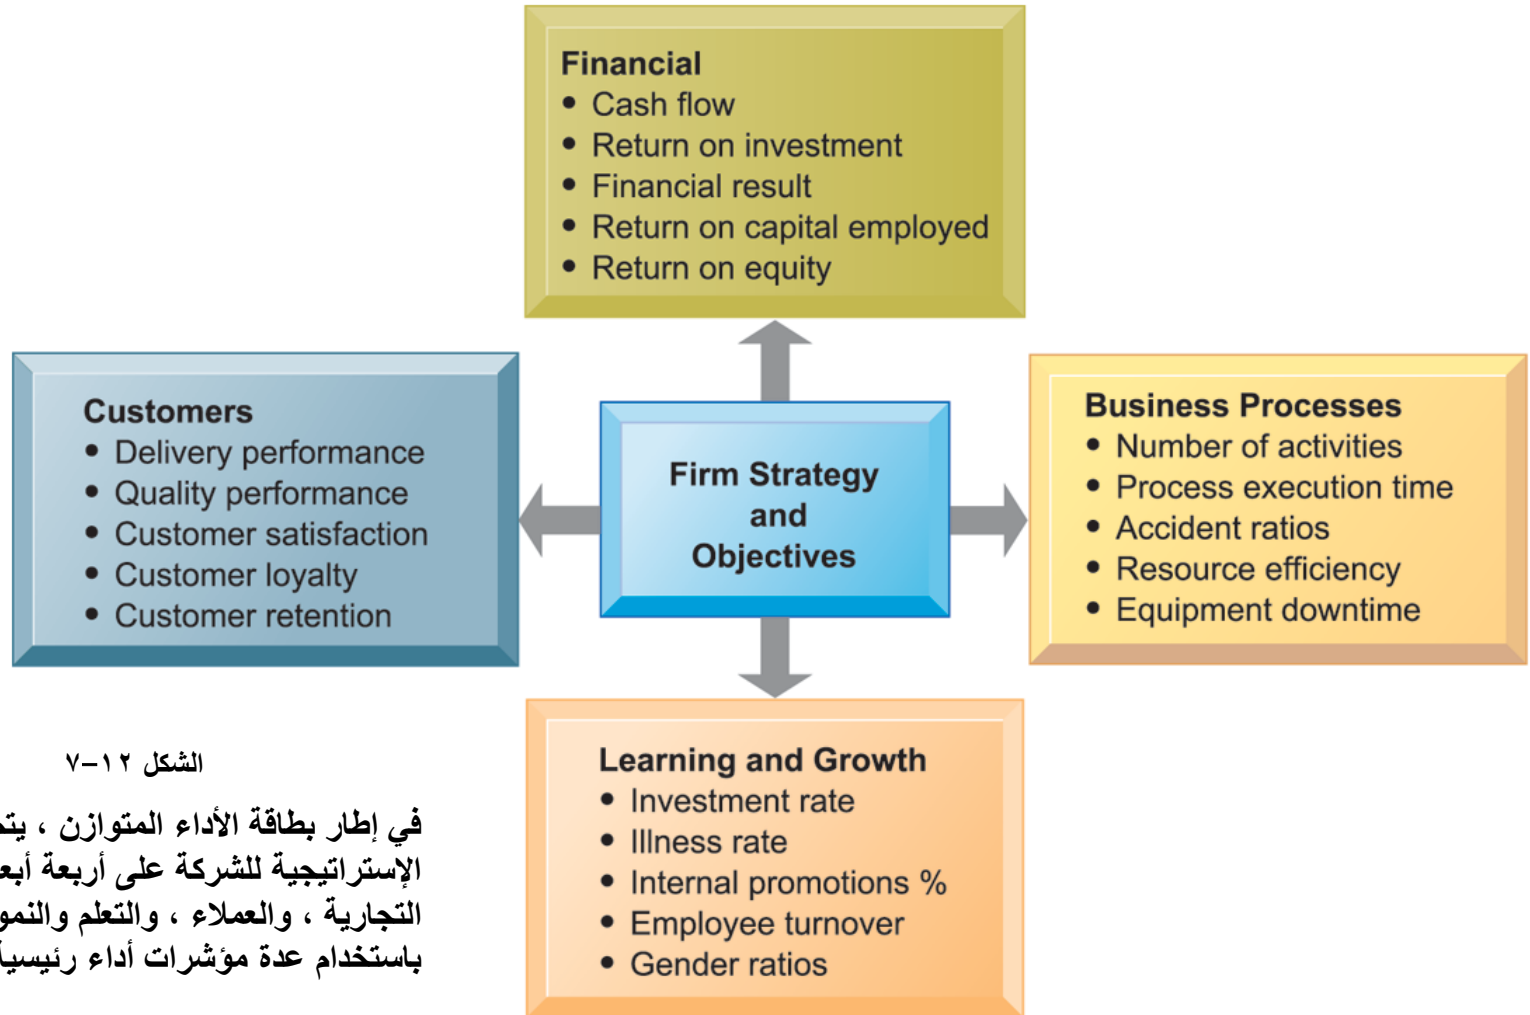 Financial
• Cash flow
• Return on investment
• Financial result
• Return on capital employed
• Return on equity
Customers
• Delivery performance
• Quality performance
• Customer satisfaction
• Customer loyalty
• Customer retention
Firm Strategy
and
Objectives
Business Processes
• Number of activities
• Process execution time
• Accident ratios
• Resource efficiency
• Equipment downtime
Learning and Growth
• Investment rate
• Illness rate
• Internal promotions %
• Employee turnover
• Gender ratios
الشكل ١٢–٧
في إطار بطاقة الأداء المتوازن ،
الإستراتيجية للشركة على أربعة
التجارية ، والعملاء ، والتعلم والنمو
باستخدام عدة مؤشرات أداء رئيسية